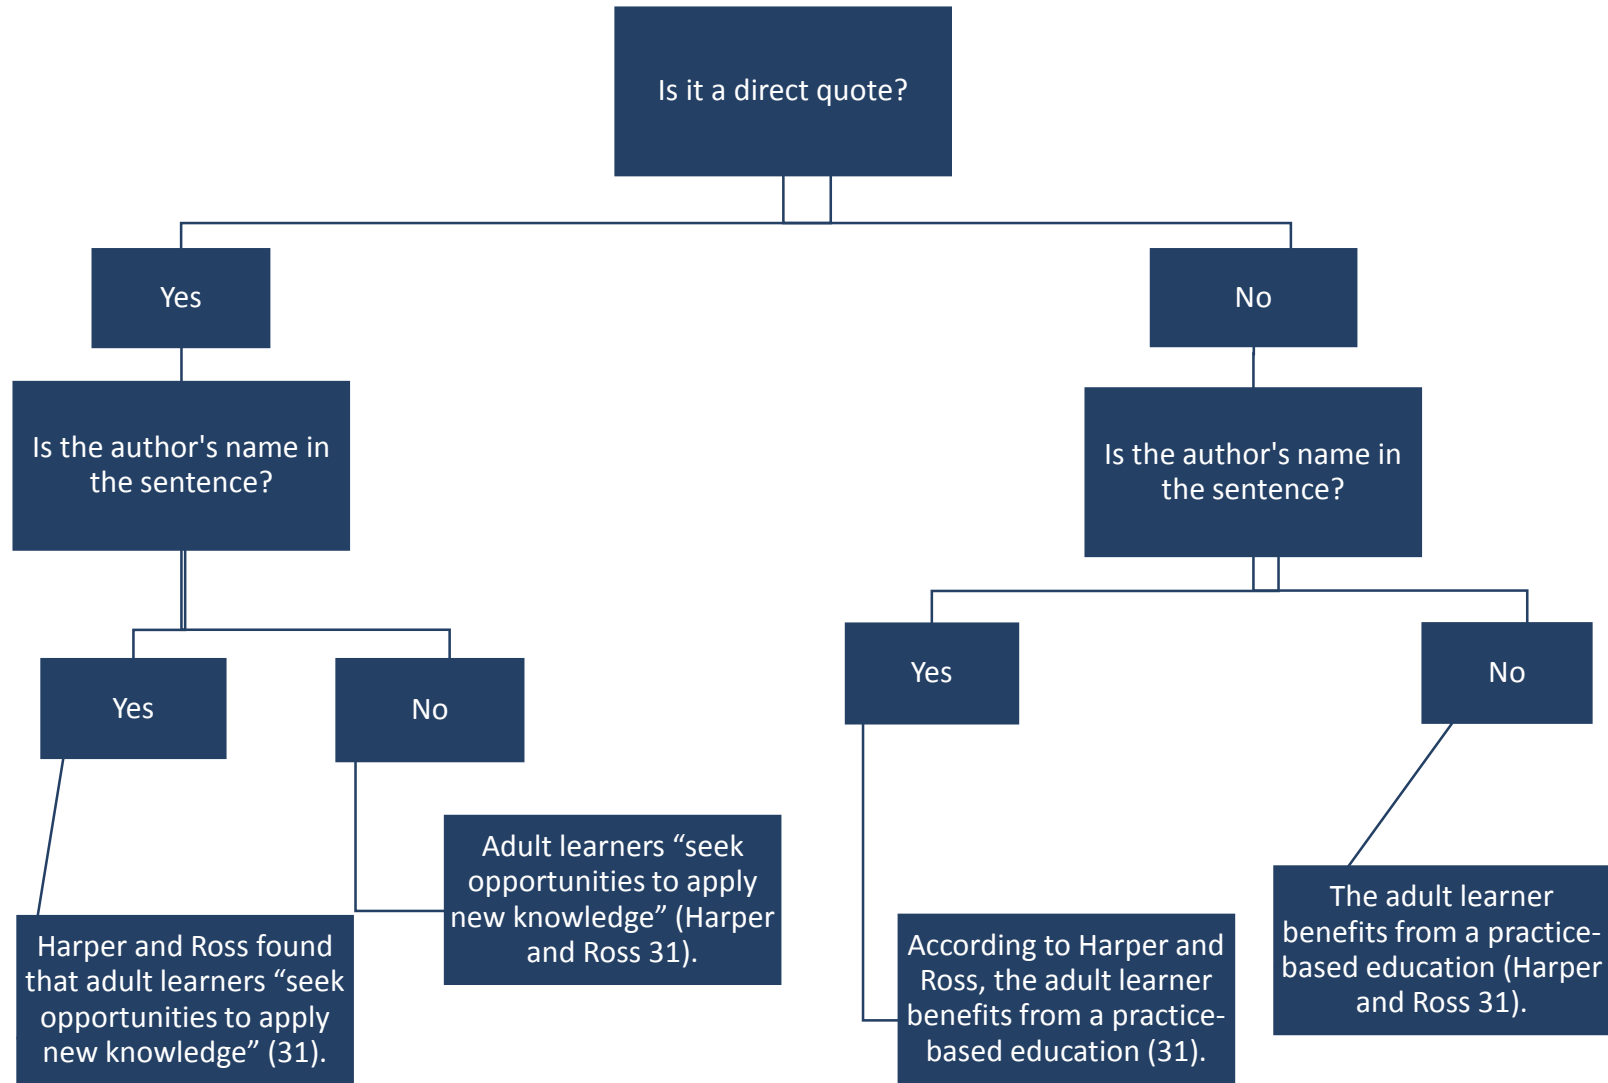 Is it a direct quote?
Yes
No
Is the author's name in
the sentence?
Is the author's name in
the sentence?
Yes
No
Yes
No
Harper and Ross found
that adult learners “seek
opportunities to apply
new knowledge” (31).
Adult learners “seek
opportunities to apply
new knowledge” (Harper
and Ross 31).
According to Harper and
Ross, the adult learner
benefits from a practice-
based education (31).
The adult learner
benefits from a practice-
based education (Harper
and Ross 31).